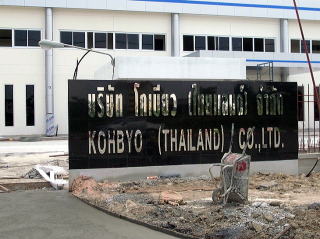 บริษัท โคเบียว (ไทยแลนด์) จำกัด
KOHBYO (THAILAND) CO.,LTD.